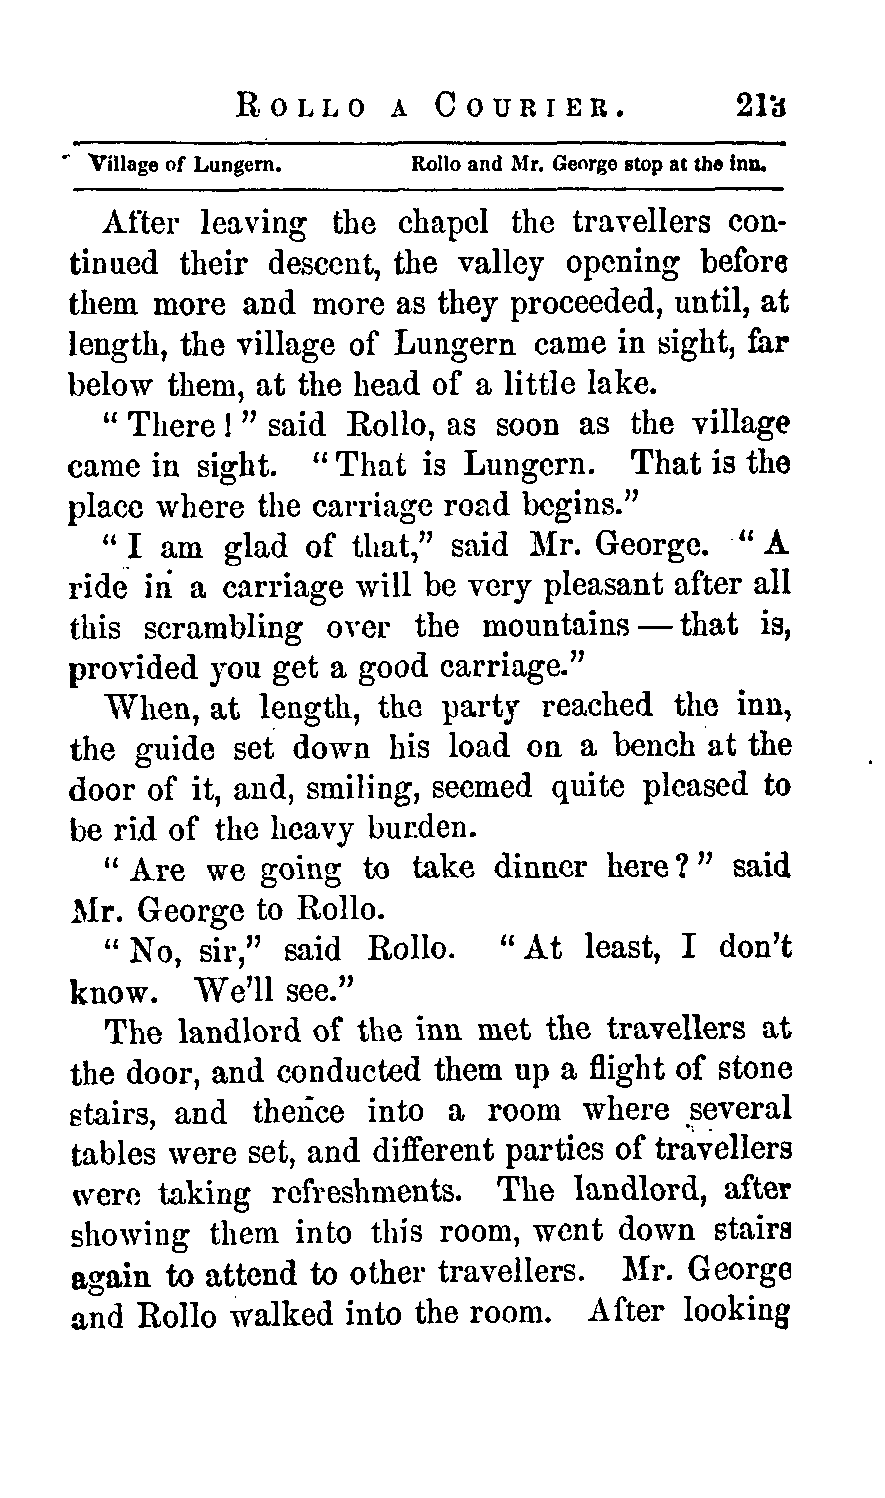 ROLLO A COURIER. 213
Village of Lungern. Rollo and Mr. George stop at the inn.
After leaving the chapel the travellers con-
tinued their descent, the valley opening before
them more and more as they proceeded, until, at
length, the village of Lungern came in sight, far
below them, at the head of a little lake.
“There!” said Rollo, as soon as the village
came in sight. “That is Lungern. That is the
place where the carriage road begins.”
“I am glad of that,” said Mr. George. “A
ride in a carriage will be very pleasant after all
this scrambling over the mountains — that is,
provided you get a good carriage.”
When, at length, the party reached the inn,
the guide set down his load on a bench at the
door of it, and, smiling, seemed quite pleased to
be rid of the heavy burden.
“Are we going to take dinner here?” said
Mr. George to Rollo.
“No, sir,” said Rollo. “At least, I don’t
know. We’ll see.”
The landlord of the inn met the travellers at
the door, and conducted them up a flight of stone
stairs, and thence into a room where several
tables were set, and different parties of travellers
were taking refreshments. The landlord, after
showing them into this room, went down stairs
again to attend to other travellers. Mr. George
and Rollo walked into the room. After looking